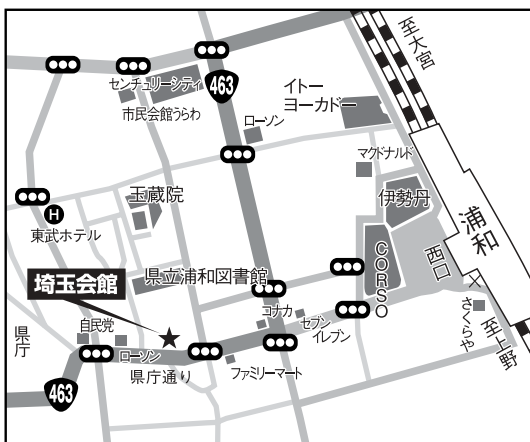 至大宮
センチュリーシティ
463
イトー
ヨーカドー
市民会館うらわ
ローソン
マクドナルド
伊勢丹
浦和
玉蔵院
H
東武ホテル
西口
CORSO
県立浦和図書館
埼玉会館
さくらや
コナカ
セブン
イレブン
至上野
自民党
県庁
ローソン
県庁通り
ファミリーマート
463